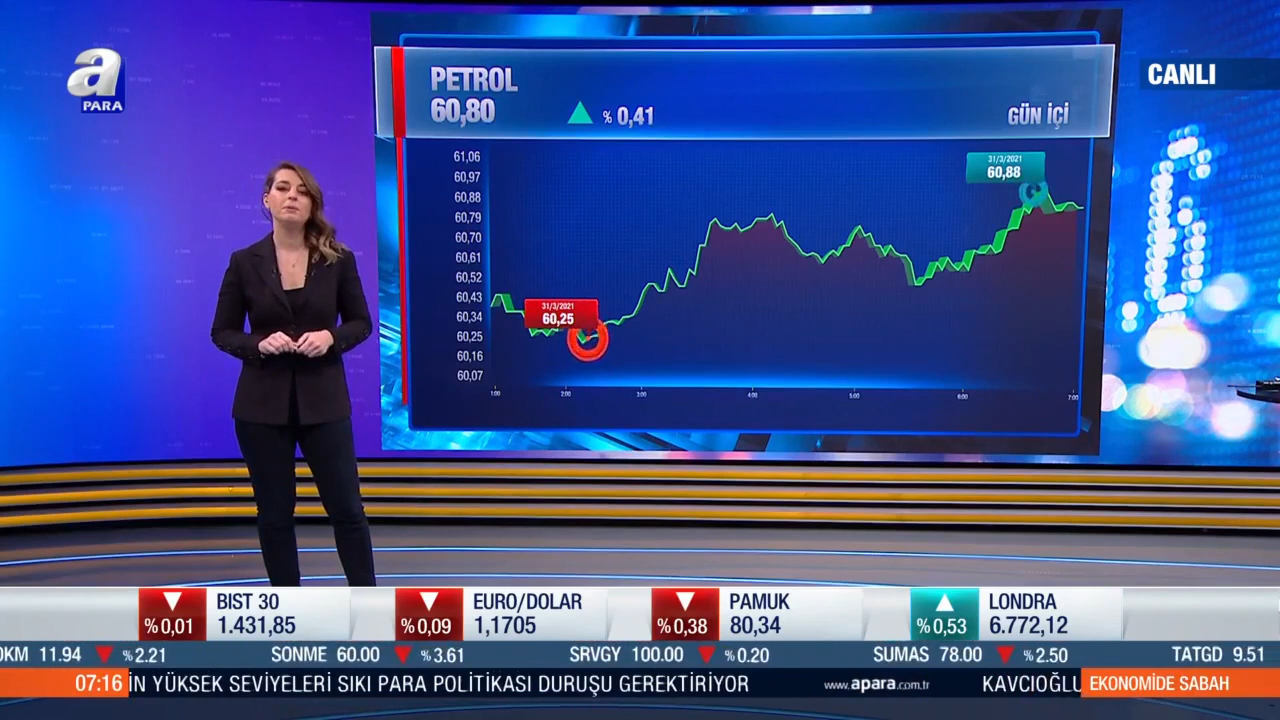 a
PARA
CANLI
PETROL
60,80
% 0,41
GÜN İÇİ
61,06
60,97
60,88
60,79
60,70
60,61
60,52
60,43
60,34
60,25
60,16
60,07
31/3/2021
60,88
31/3/2021
60,25
1:00 2:00 3:00 4:00 5:00 6:00 7:00
% 0,01 BIST 30 1.431,85
% 0,09 EURO/DOLAR 1,1705
% 0,38 PAMUK 80,34
% 0,53 LONDRA 6.772,12
OKM 11.94 %2.21 SONME 60.00 %3.61 SRVGY 100.00 %0.20 SUMAS 78.00 %2.50 TATGD 9.51
07:16 İN YÜKSEK SEVİYELERİ SIKI PARA POLİTİKASI DURUŞU GEREKTİRİYOR www.apara.com.tr KAVCIOĞLU EKONOMİDE SABAH